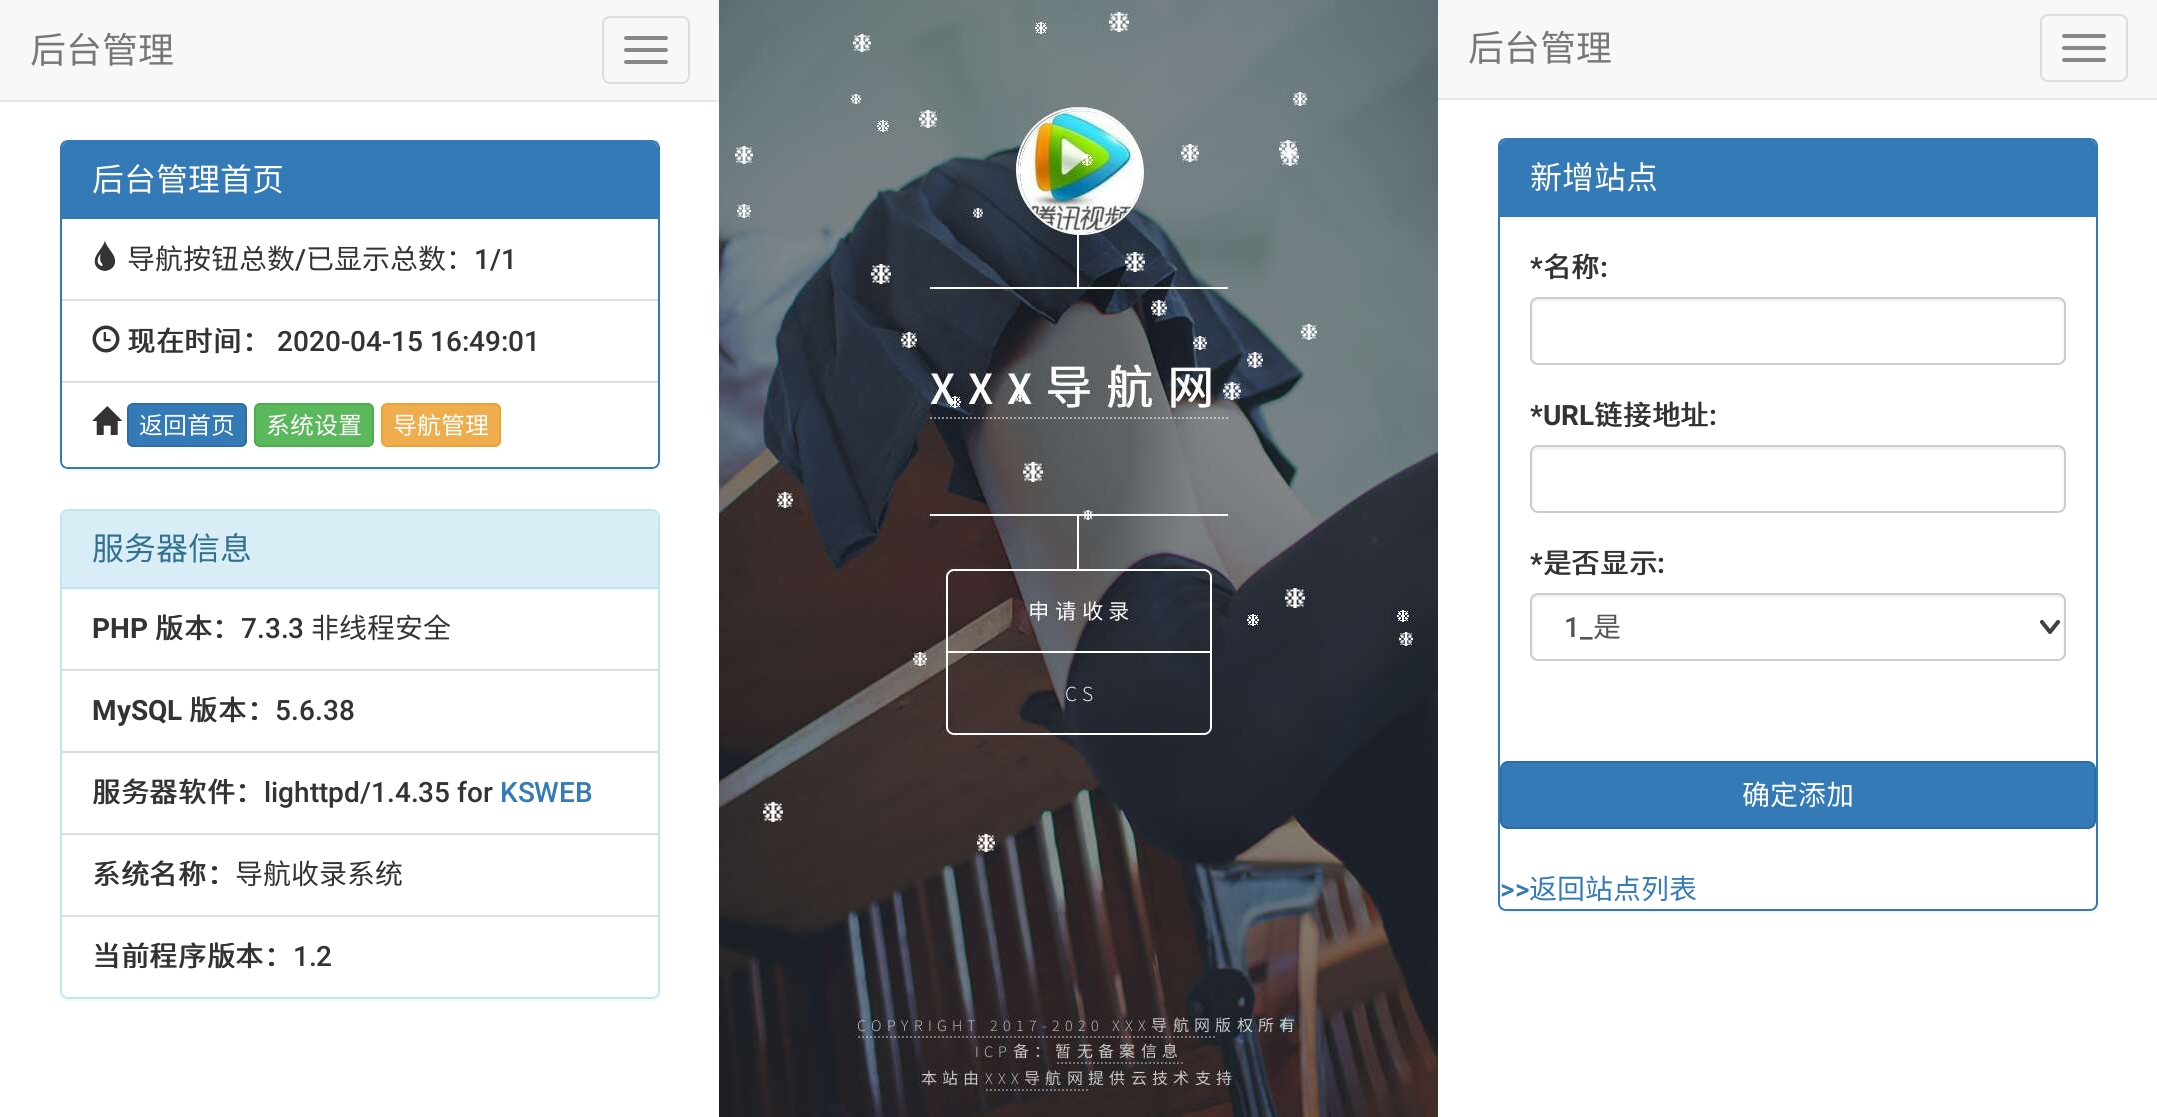 后台管理
后台管理首页
导航按钮总数/已显示总数：1/1
现在时间： 2020-04-15 16:49:01
返回首页 系统设置 导航管理
服务器信息
PHP 版本：7.3.3 非线程安全
MySQL 版本：5.6.38
服务器软件：lighttpd/1.4.35 for KSWEB
系统名称：导航收录系统
当前程序版本：1.2
腾讯视频
XXX导航网
申请收录
CS
COPYRIGHT 2017-2020 XXX导航网版权所有
ICP备：暂无备案信息
本站由XXX导航网提供云技术支持
后台管理
新增站点
*名称:
*URL链接地址:
*是否显示:
1_是
确定添加
>>返回站点列表